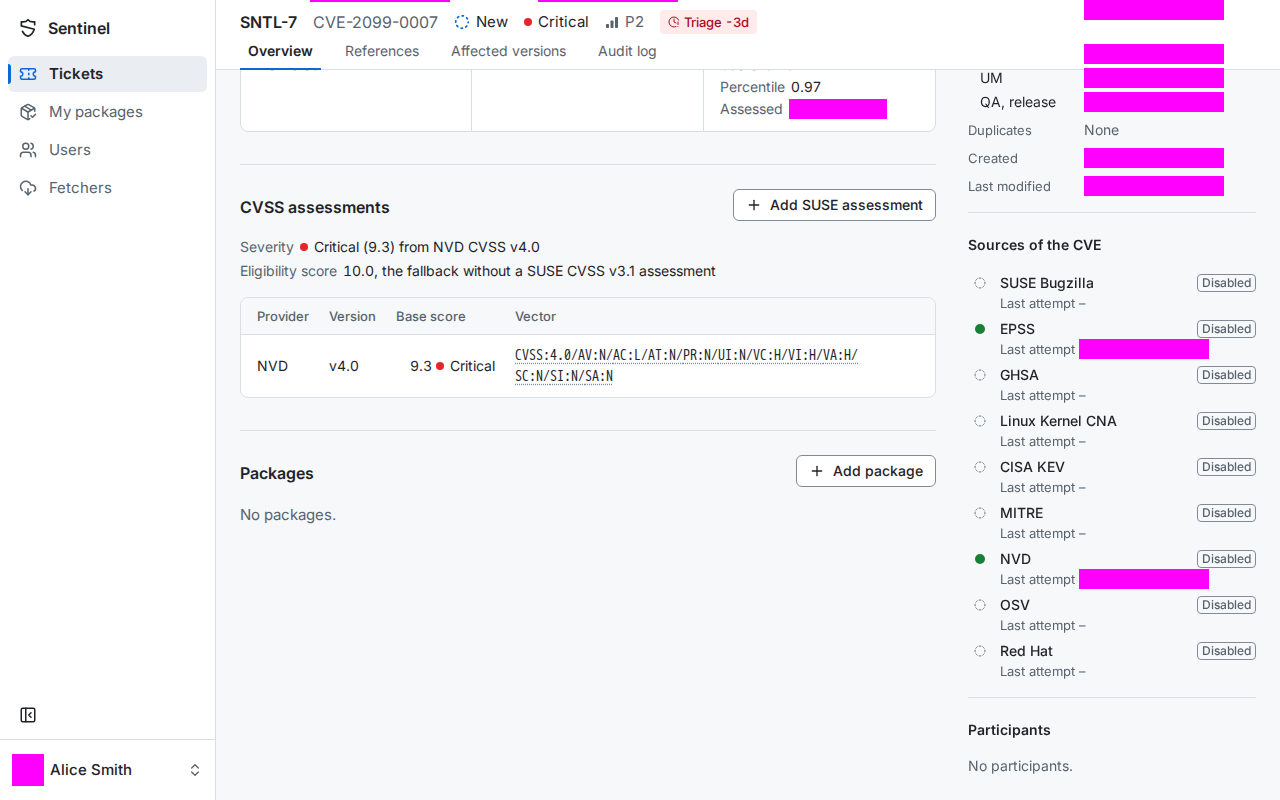 Sentinel
Tickets
My packages
Users
Fetchers
Alice Smith
SNTL-7 CVE-2099-0007 New Critical P2 Triage -3d
Overview References Affected versions Audit log
Percentile 0.97
Assessed
CVSS assessments
Add SUSE assessment
Severity Critical (9.3) from NVD CVSS v4.0
Eligibility score 10.0, the fallback without a SUSE CVSS v3.1 assessment
Provider Version Base score Vector
NVD v4.0 9.3 Critical CVSS:4.0/AV:N/AC:L/AT:N/PR:N/UI:N/VC:H/VI:H/VA:H/
SC:N/SI:N/SA:N
Packages
Add package
No packages.
UM
QA, release
Duplicates None
Created
Last modified
Sources of the CVE
SUSE Bugzilla Disabled
Last attempt –
EPSS Disabled
Last attempt
GHSA Disabled
Last attempt –
Linux Kernel CNA Disabled
Last attempt –
CISA KEV Disabled
Last attempt –
MITRE Disabled
Last attempt –
NVD Disabled
Last attempt
OSV Disabled
Last attempt –
Red Hat Disabled
Last attempt –
Participants
No participants.